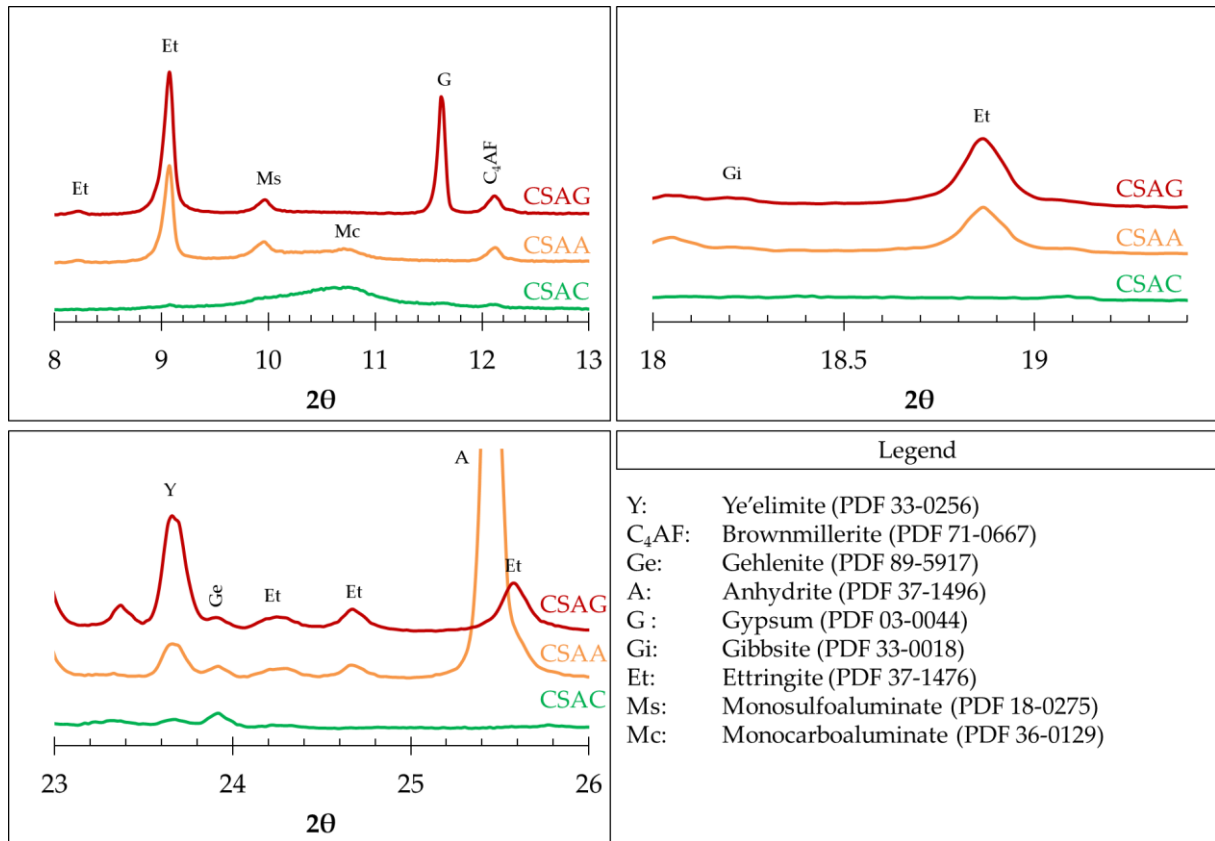 Et
G
Et
Ms
C₄AF
CSAG
Mc
CSAA
CSAC
8 9 10 11 12 13
2θ
Et
Gi
CSAG
CSAA
CSAC
18 18.5 19
2θ
A
Y
Ge
Et
Et
Et
CSAG
CSAA
CSAC
23 24 25 26
2θ
Legend
Y: Ye'elimite (PDF 33-0256)
C₄AF: Brownmillerite (PDF 71-0667)
Ge: Gehlenite (PDF 89-5917)
A: Anhydrite (PDF 37-1496)
G : Gypsum (PDF 03-0044)
Gi: Gibbsite (PDF 33-0018)
Et: Ettringite (PDF 37-1476)
Ms: Monosulfoaluminate (PDF 18-0275)
Mc: Monocarboaluminate (PDF 36-0129)